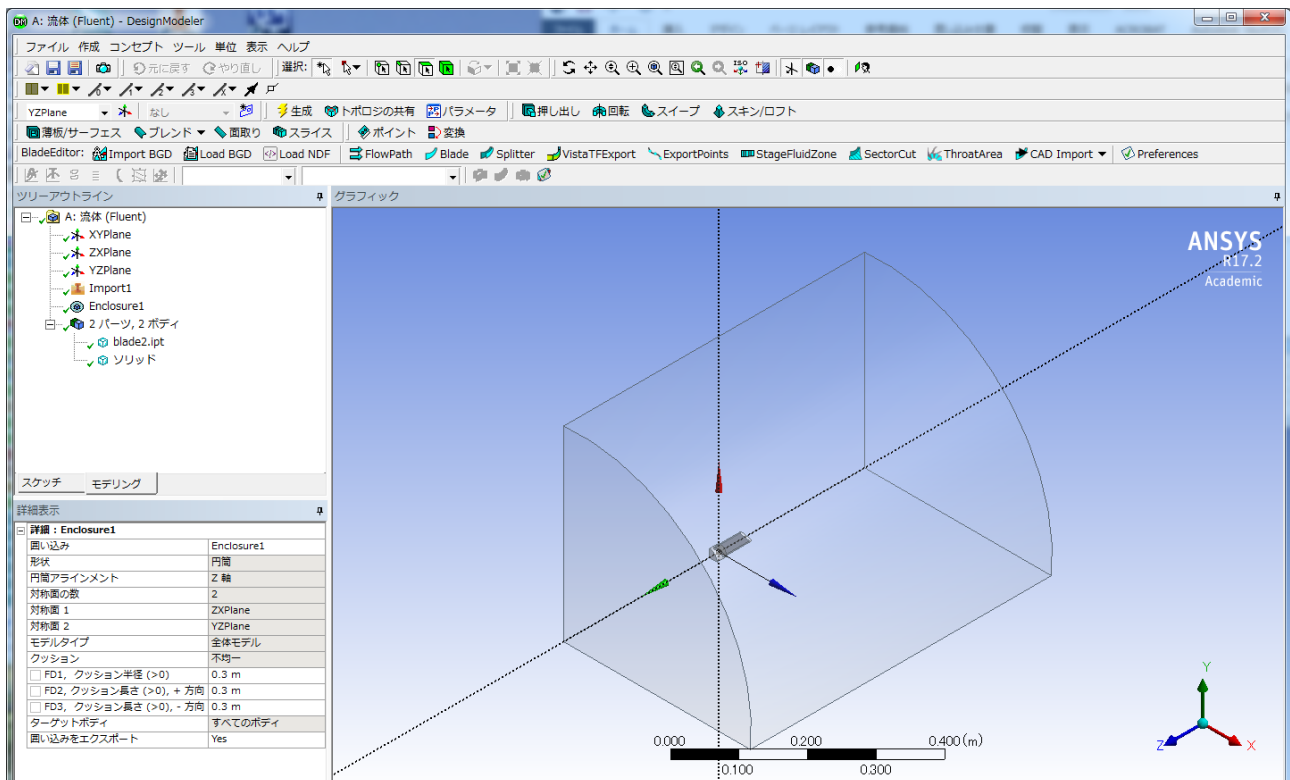 A: 流体 (Fluent) - DesignModeler
ファイル 作成 コンセプト ツール 単位 表示 ヘルプ
元に戻す やり直し 選択:
YZPlane なし 生成 トポロジの共有 パラメータ 押し出し 回転 スイープ スキン/ロフト
薄板/サーフェス ブレンド 面取り スライス ポイント 変換
BladeEditor: Import BGD Load BGD Load NDF FlowPath Blade Splitter VistaTFExport ExportPoints StageFluidZone SectorCut ThroatArea CAD Import Preferences
ツリーアウトライン
A: 流体 (Fluent)
XYPlane
ZXPlane
YZPlane
Import1
Enclosure1
2 パーツ, 2 ボディ
blade2.ipt
ソリッド
スケッチ モデリング
詳細表示
詳細 : Enclosure1
囲い込み Enclosure1
形状 円筒
円筒アラインメント Z 軸
対称面の数 2
対称面 1 ZXPlane
対称面 2 YZPlane
モデルタイプ 全体モデル
クッション 不均一
FD1, クッション半径 (>0) 0.3 m
FD2, クッション長さ (>0), + 方向 0.3 m
FD3, クッション長さ (>0), - 方向 0.3 m
ターゲットボディ すべてのボディ
囲い込みをエクスポート Yes
グラフィック
ANSYS
R17.2
Academic
0.000 0.200 0.400 (m)
0.100 0.300
Y
Z X